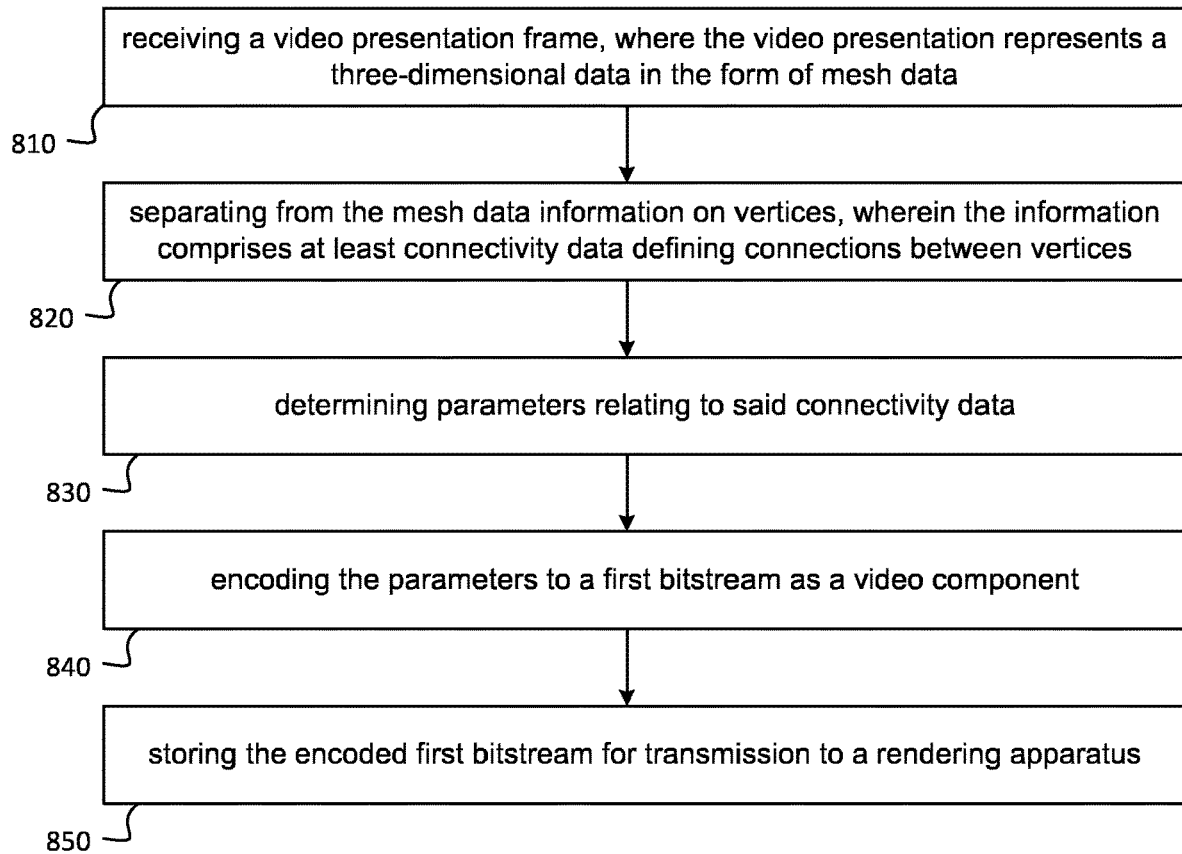 receiving a video presentation frame, where the video presentation represents a
three-dimensional data in the form of mesh data
810
separating from the mesh data information on vertices, wherein the information
comprises at least connectivity data defining connections between vertices
820
determining parameters relating to said connectivity data
830
encoding the parameters to a first bitstream as a video component
840
storing the encoded first bitstream for transmission to a rendering apparatus
850